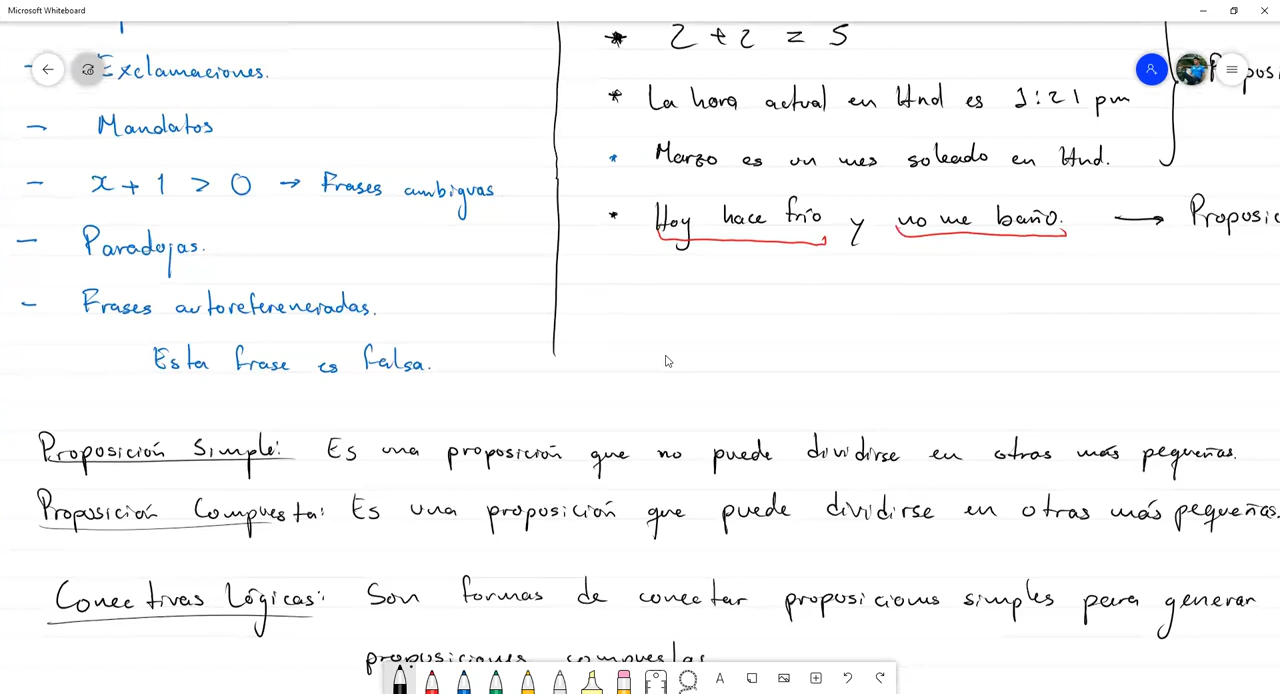 Microsoft Whiteboard
- Exclamaciones.
- Mandatos
- x + 1 > 0 → Frases ambiguas
- Paradojas.
- Frases autoreferenciadas.
Esta frase es falsa.
* 2 + 2 = 5
* La hora actual en Hnd es 1:21 pm
* Marzo es un mes soleado en Hnd.
* Hoy hace frío y no me baño. → Proposic
Proposición Simple: Es una proposición que no puede dividirse en otras más pequeñas.
Proposición Compuesta: Es una proposición que puede dividirse en otras más pequeñas.
Conectivas Lógicas: Son formas de conectar proposicions simples para generar
proposiciones compuestas